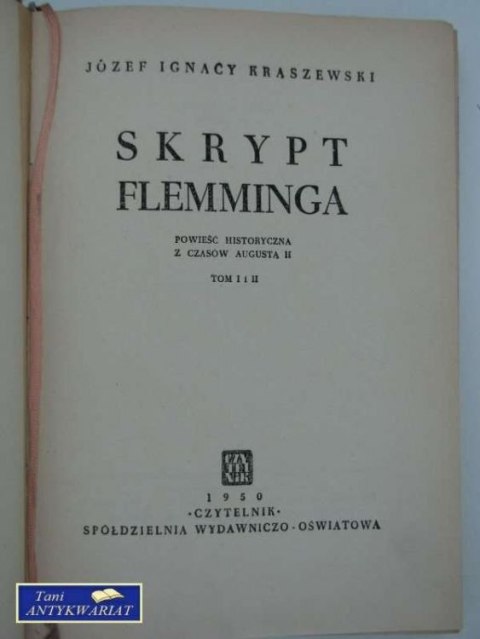 JÓZEF IGNACY KRASZEWSKI
SKRYPT
FLEMMINGA
POWIEŚĆ HISTORYCZNA
Z CZASÓW AUGUSTA II
TOM I i II
CZY
TEL
NIK
1950
•CZYTELNIK•
SPÓŁDZIELNIA WYDAWNICZO-OŚWIATOWA
Tani
ANTYKWARIAT